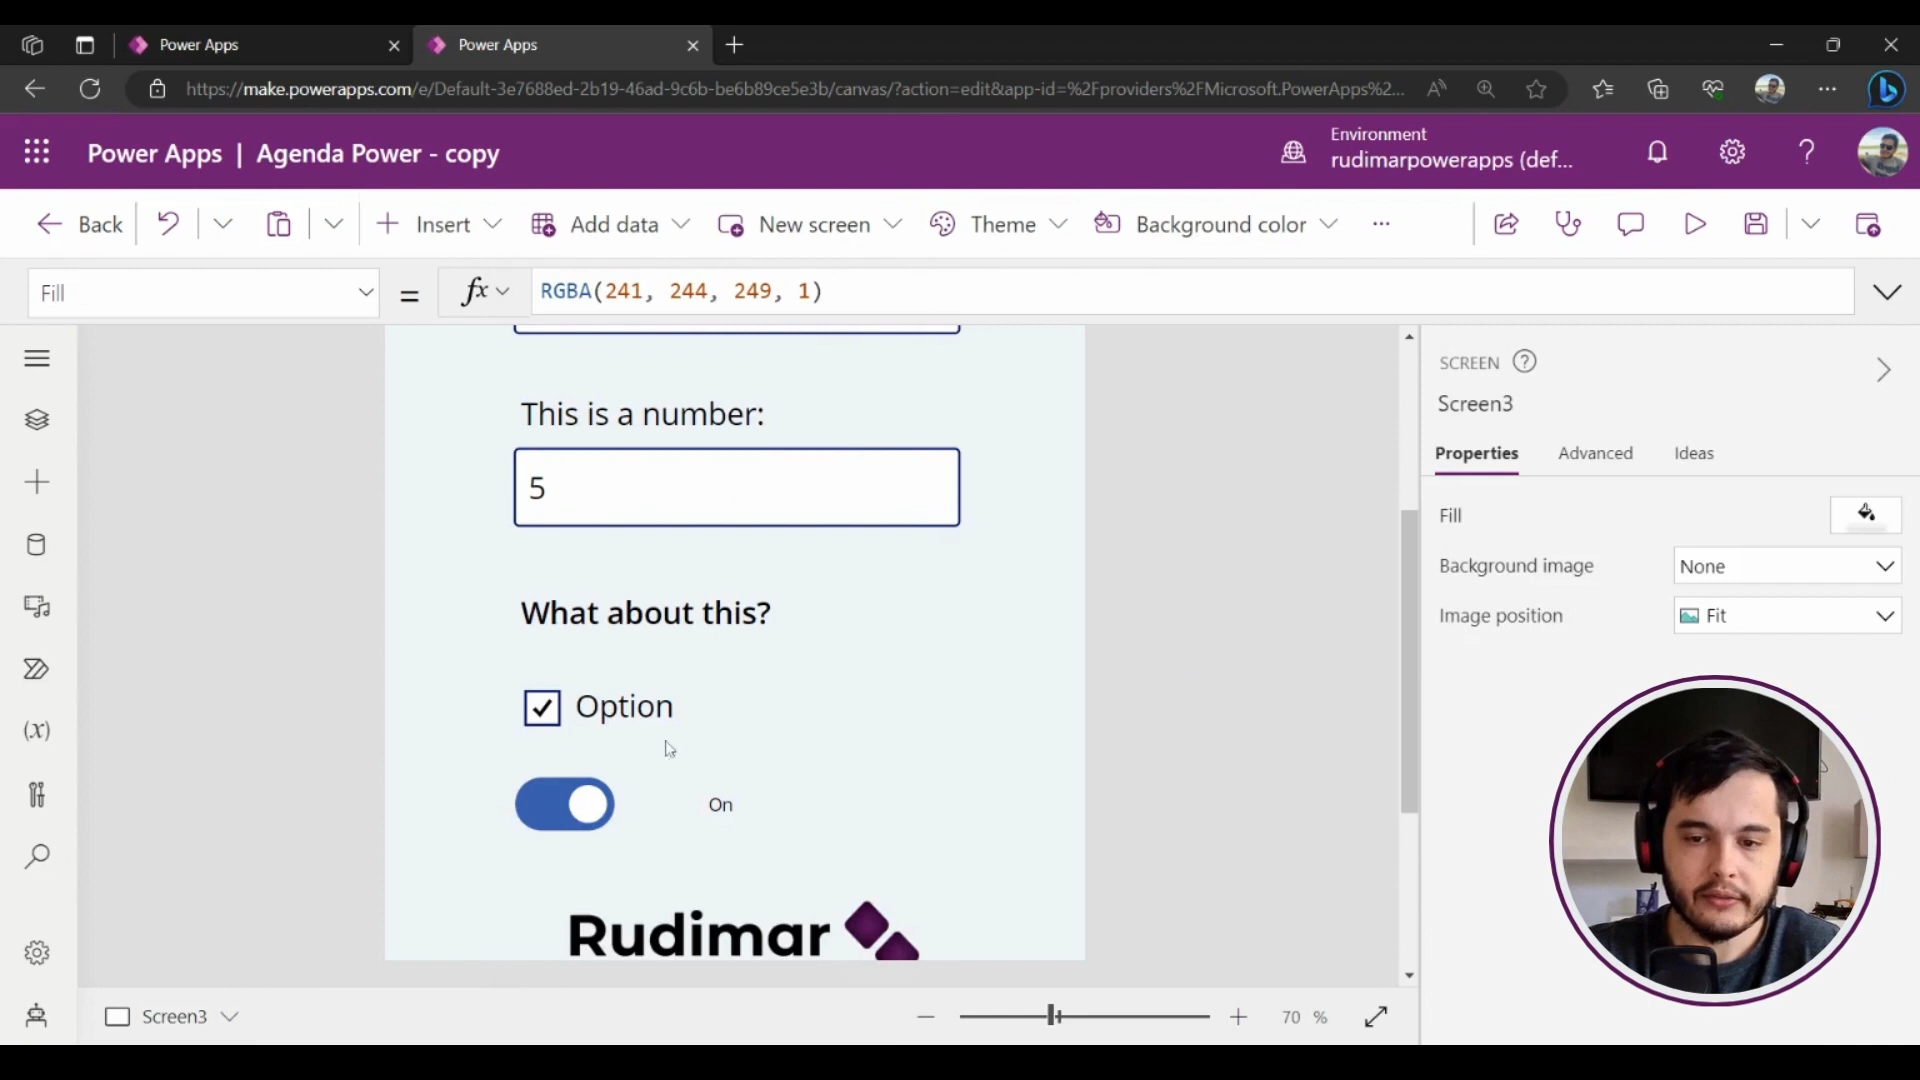 Power Apps
Power Apps
https://make.powerapps.com/e/Default-3e7688ed-2b19-46ad-9c6b-be6b89ce5e3b/canvas/?action=edit&app-id=%2Fproviders%2FMicrosoft.PowerApps%2...
Power Apps | Agenda Power - copy
Environment
rudimarpowerapps (def...
Back
Insert
Add data
New screen
Theme
Background color
Fill
=
fx
RGBA(241, 244, 249, 1)
This is a number:
5
What about this?
Option
On
Rudimar
SCREEN
Screen3
Properties
Advanced
Ideas
Fill
Background image
None
Image position
Fit
Screen3
70 %